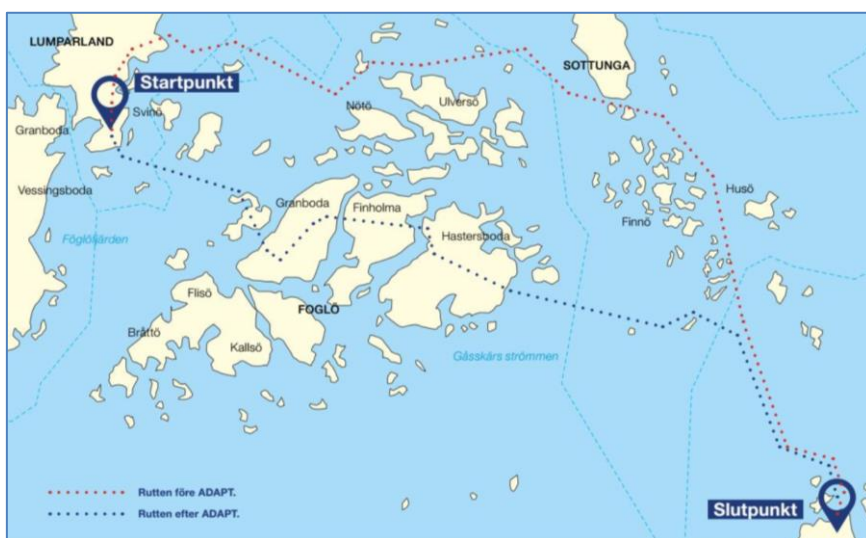 LUMPARLAND
Startpunkt
SOTTUNGA
Svinö
Nötö
Ulversö
Granboda
Vessingsboda
Granboda
Finholma
Husö
Finnö
Hastersboda
Föglöfjärden
Flisö
FOGLÖ
Bråttö
Kallsö
Gåsskärs strömmen
Rutten före ADAPT.
Rutten efter ADAPT.
Slutpunkt